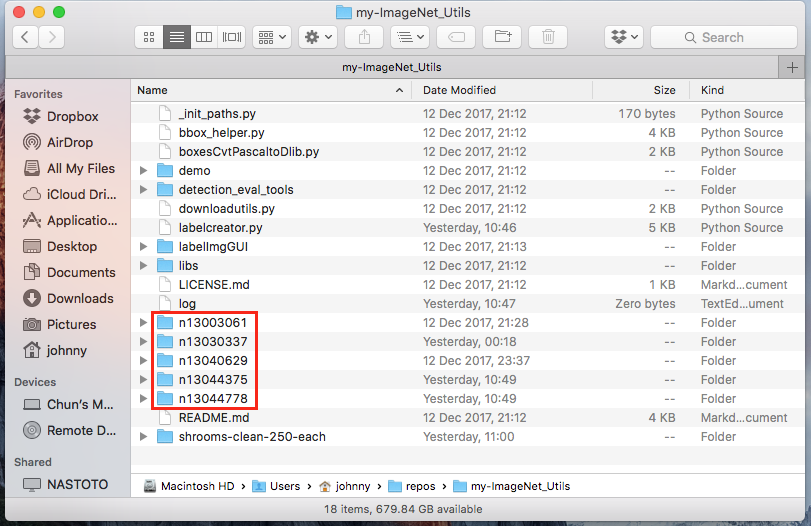 my-ImageNet_Utils
Search
my-ImageNet_Utils
Favorites
Dropbox
AirDrop
All My Files
iCloud Dri...
Applicatio...
Desktop
Documents
Downloads
Pictures
johnny
Devices
Chun's M...
Remote D...
Shared
NASTOTO
Name Date Modified Size Kind
_init_paths.py 12 Dec 2017, 21:12 170 bytes Python Source
bbox_helper.py 12 Dec 2017, 21:12 4 KB Python Source
boxesCvtPascaltoDlib.py 12 Dec 2017, 21:12 2 KB Python Source
demo 12 Dec 2017, 21:12 -- Folder
detection_eval_tools 12 Dec 2017, 21:12 -- Folder
downloadutils.py 12 Dec 2017, 21:12 2 KB Python Source
labelcreator.py Yesterday, 10:46 5 KB Python Source
labelImgGUI 12 Dec 2017, 21:13 -- Folder
libs 12 Dec 2017, 21:12 -- Folder
LICENSE.md 12 Dec 2017, 21:12 1 KB Markd...cument
log Yesterday, 10:47 Zero bytes TextEd...ument
n13003061 12 Dec 2017, 21:28 -- Folder
n13030337 Yesterday, 00:18 -- Folder
n13040629 12 Dec 2017, 23:37 -- Folder
n13044375 Yesterday, 10:49 -- Folder
n13044778 Yesterday, 10:49 -- Folder
README.md 12 Dec 2017, 21:12 4 KB Markd...cument
shrooms-clean-250-each Yesterday, 11:00 -- Folder
Macintosh HD Users johnny repos my-ImageNet_Utils
18 items, 679.84 GB available